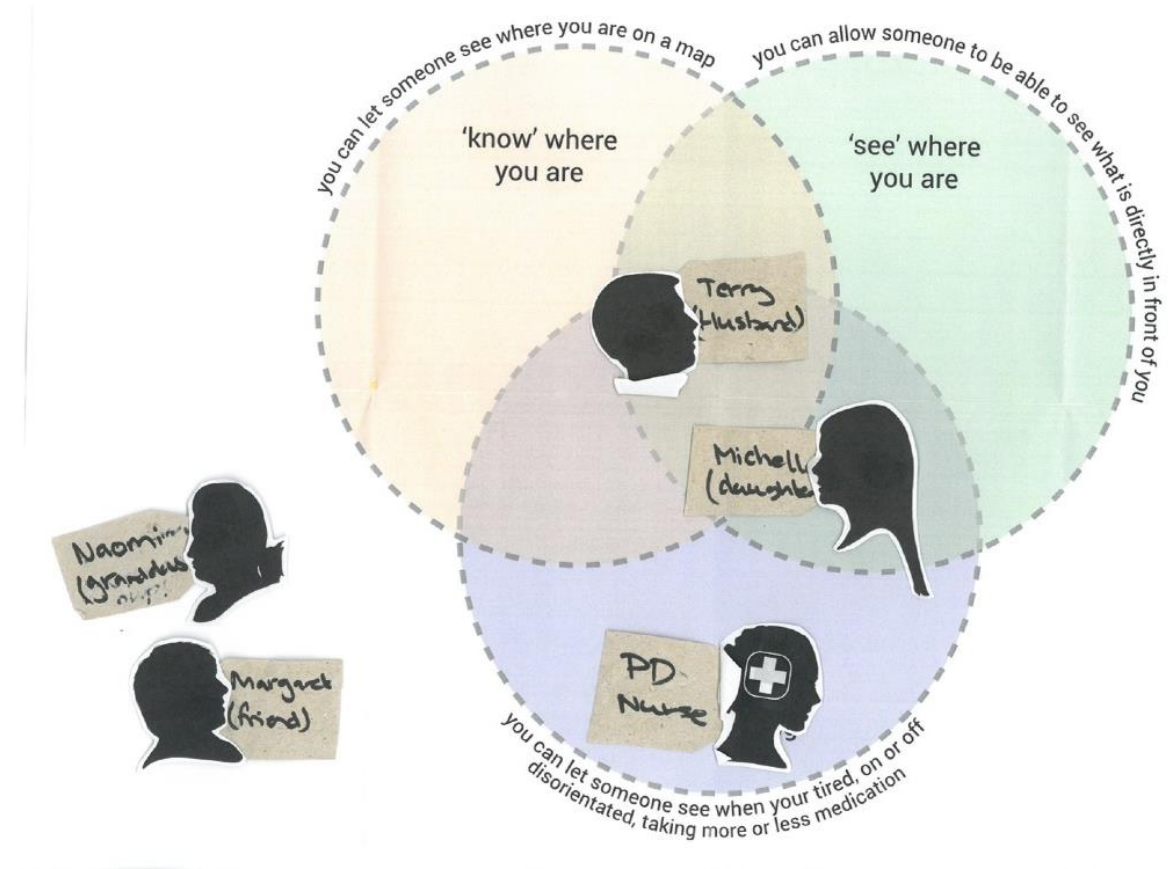 you can let someone see where you are on a map
you can allow someone to be able to see what is directly in front of you
'know' where
you are
'see' where
you are
Terry
(Husband)
Michell
(daughte
Naomi
Margaret
(friend)
PD
Nurse
you can let someone see when your tired, on or off
disorientated, taking more or less medication